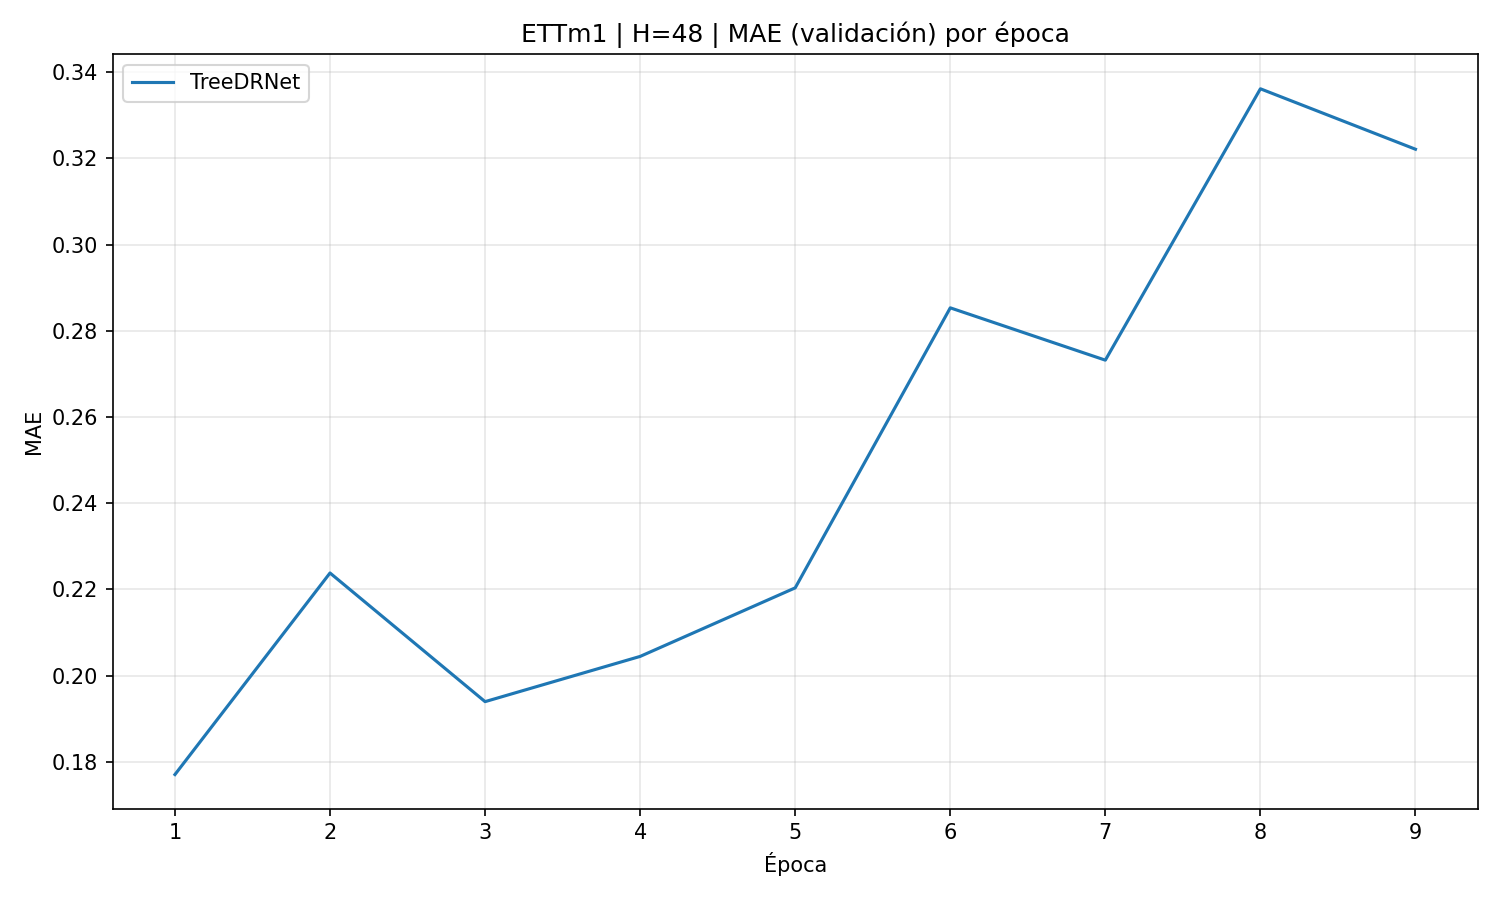 ETTm1 | H=48 | MAE (validación) por época
TreeDRNet
MAE
0.34
0.32
0.30
0.28
0.26
0.24
0.22
0.20
0.18
1 2 3 4 5 6 7 8 9
Época